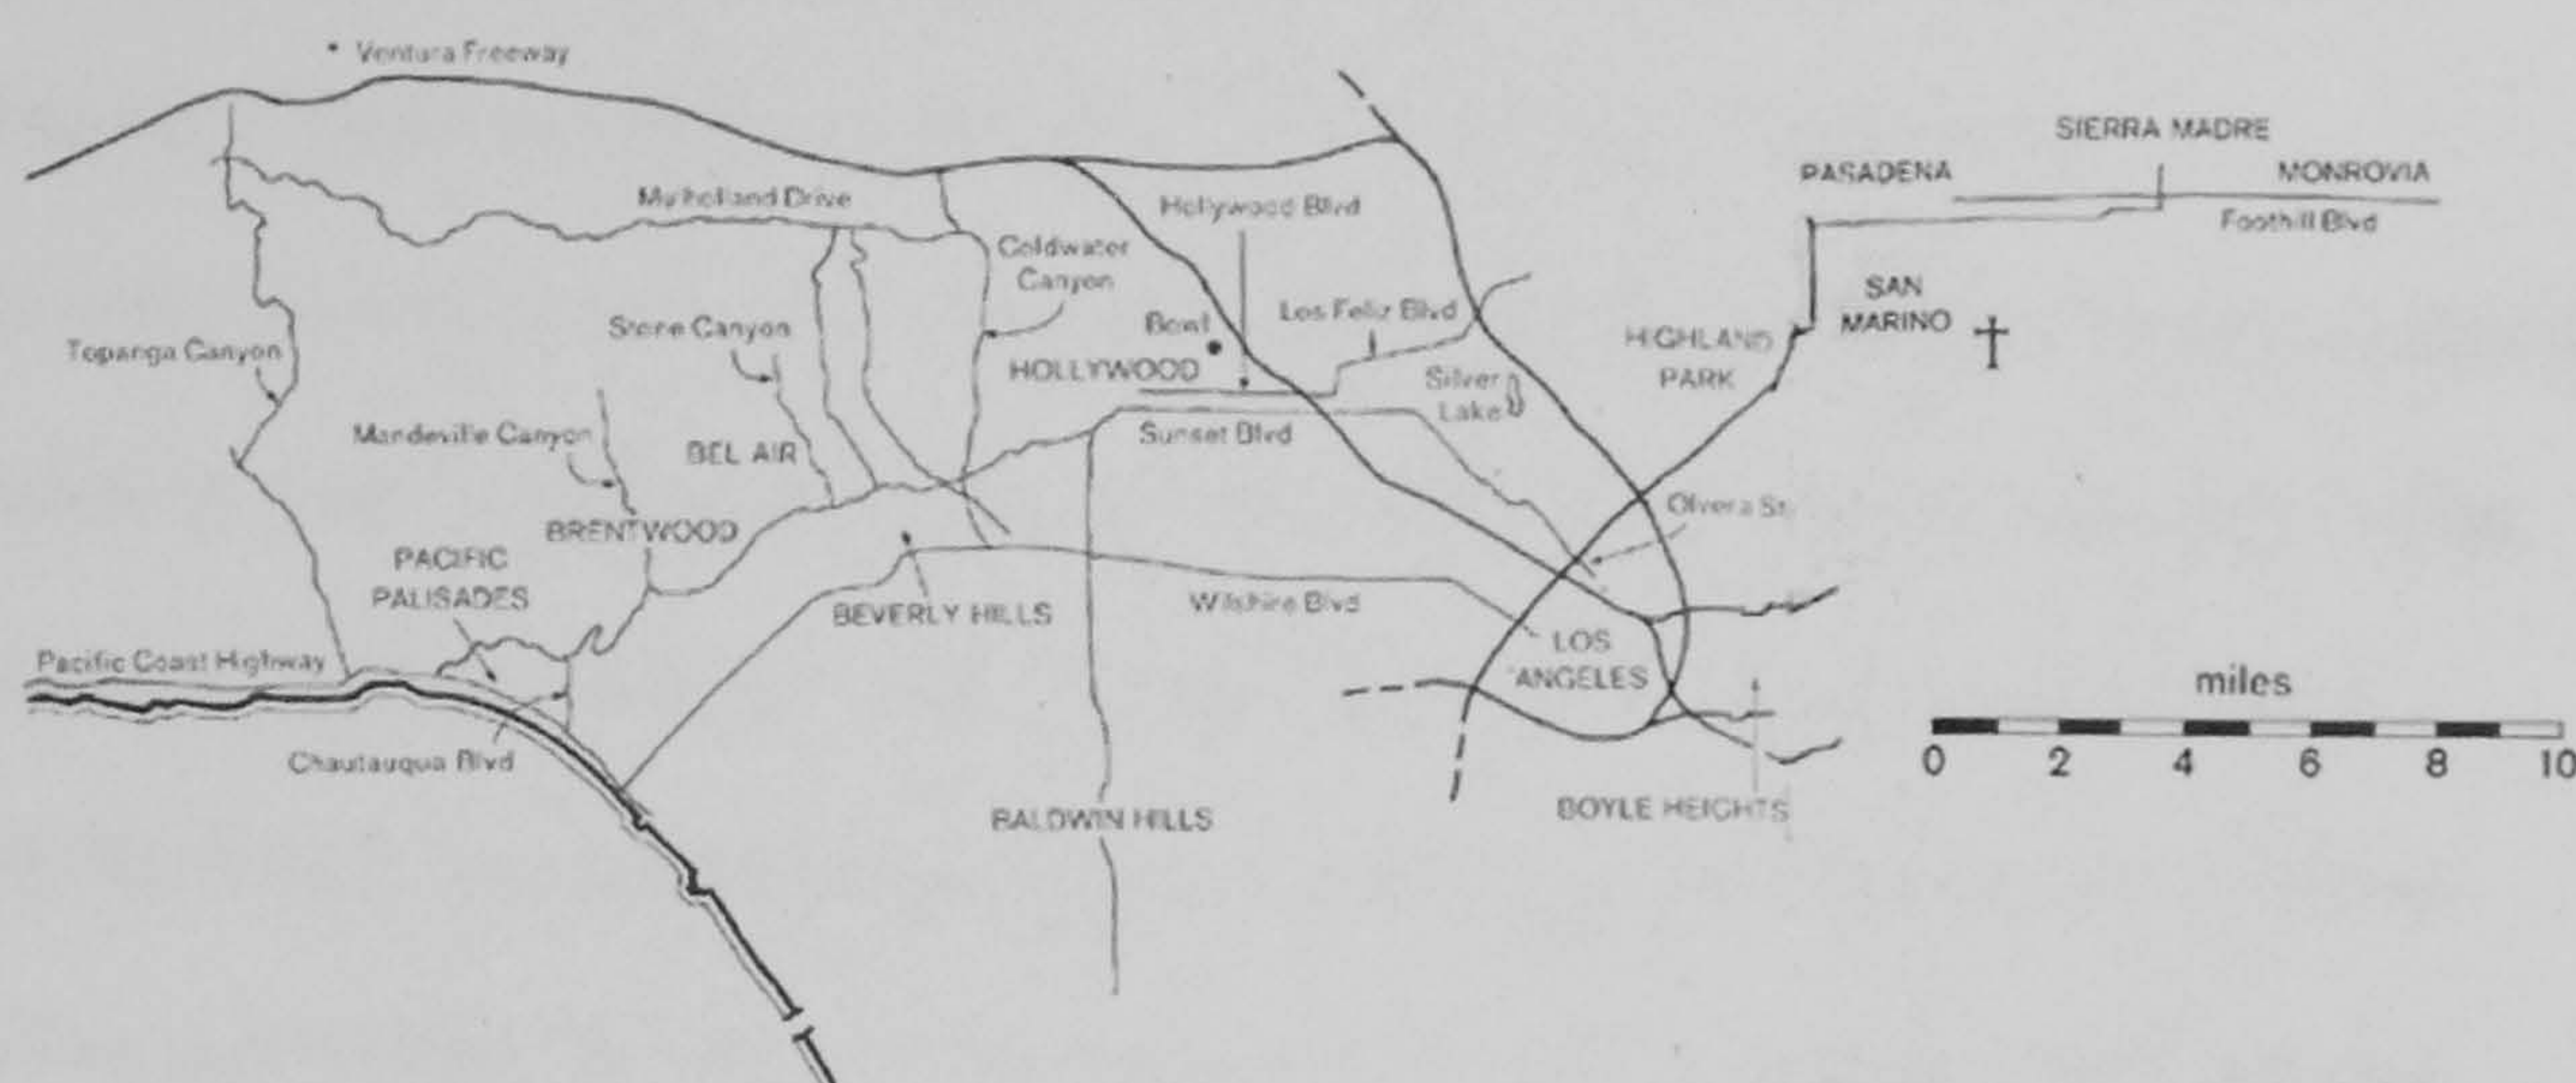 Ventura Freeway
SIERRA MADRE
PASADENA
MONROVIA
Mulholland Drive
Hollywood Blvd
Foothill Blvd
Coldwater
Canyon
SAN
MARINO
Stone Canyon
Bowl
Los Feliz Blvd
HIGHLAND
PARK
Topanga Canyon
HOLLYWOOD
Silver
Lake
Mandeville Canyon
BEL AIR
Sunset Blvd
Olvera St.
BRENTWOOD
PACIFIC
PALISADES
BEVERLY HILLS
Wilshire Blvd
LOS
ANGELES
Pacific Coast Highway
miles
0 2 4 6 8 10
Chautauqua Blvd
BALDWIN HILLS
BOYLE HEIGHTS